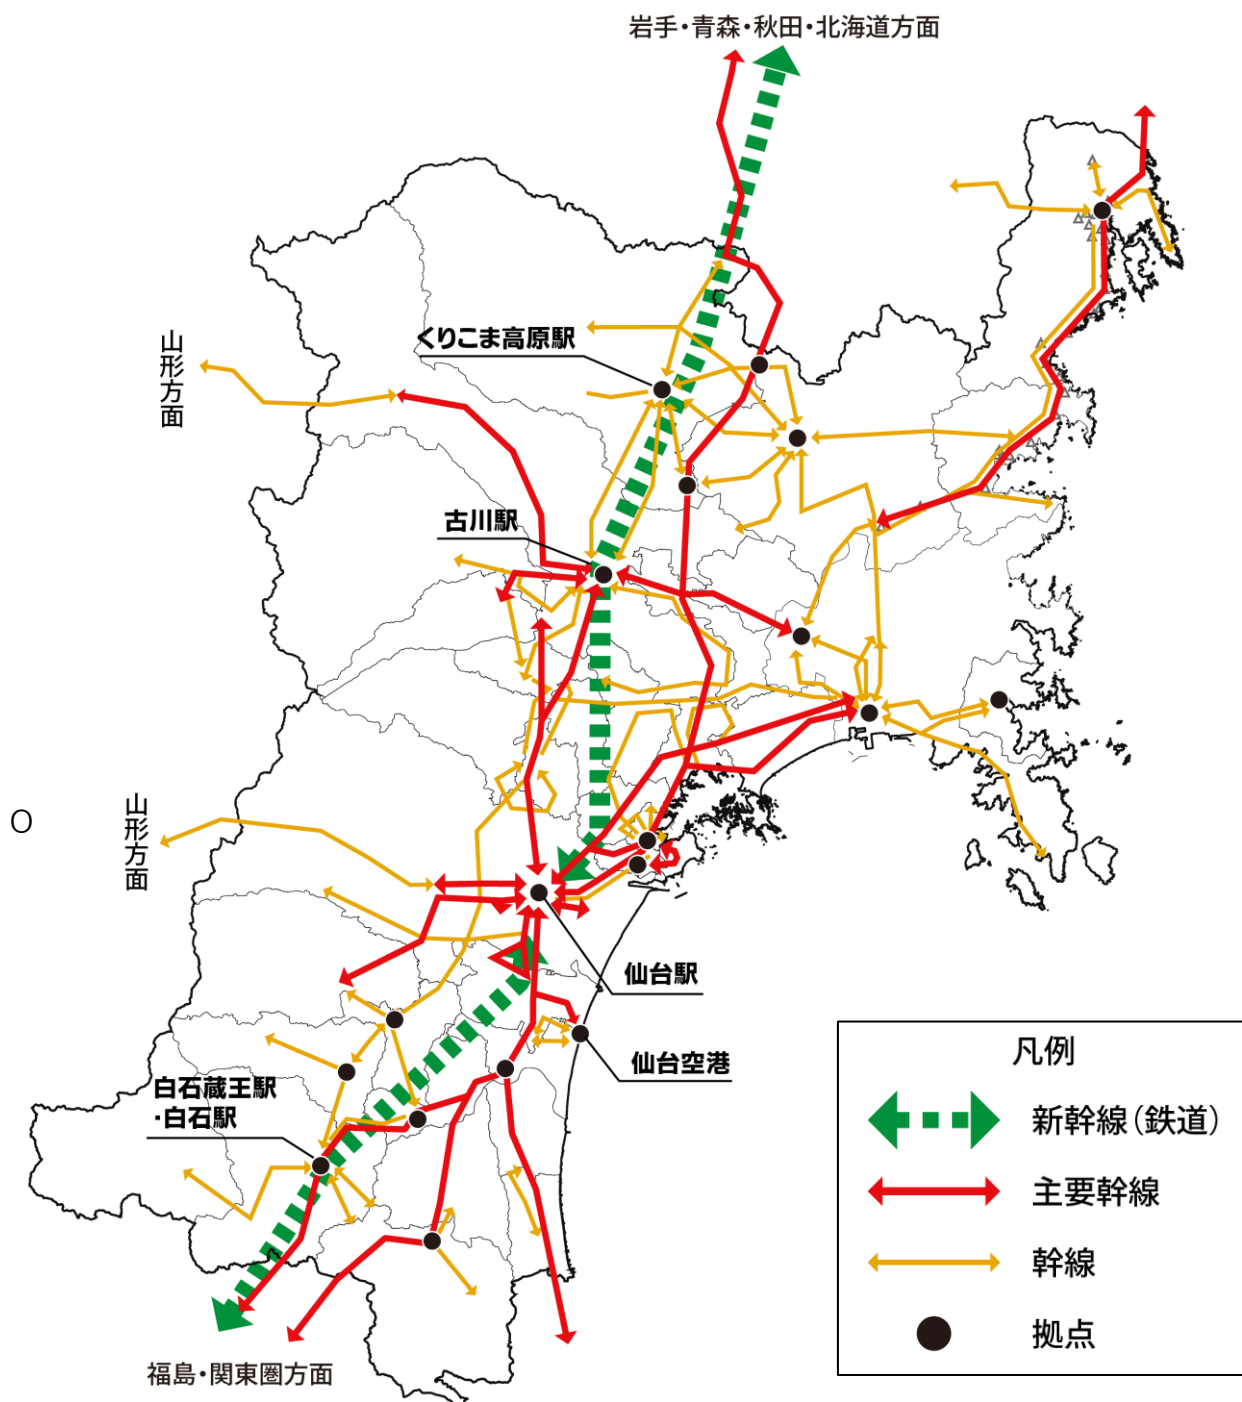 岩手・青森・秋田・北海道方面
くりこま高原駅
山形方面
古川駅
山形方面
○
仙台駅
仙台空港
白石蔵王駅
・白石駅
福島・関東圏方面
凡例
新幹線（鉄道）
主要幹線
幹線
拠点